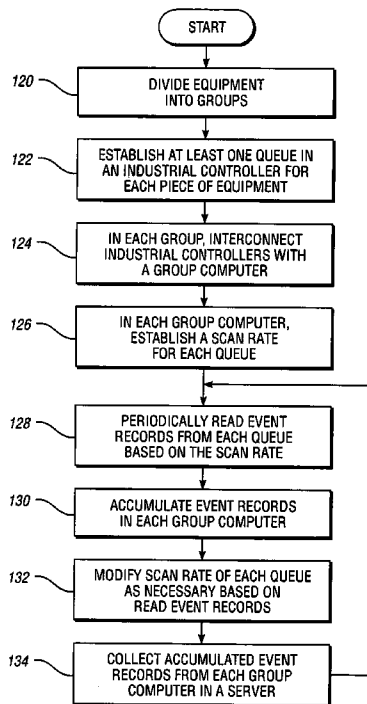 START
120
DIVIDE EQUIPMENT
INTO GROUPS
122
ESTABLISH AT LEAST ONE QUEUE IN
AN INDUSTRIAL CONTROLLER FOR
EACH PIECE OF EQUIPMENT
124
IN EACH GROUP, INTERCONNECT
INDUSTRIAL CONTROLLERS WITH
A GROUP COMPUTER
126
IN EACH GROUP COMPUTER,
ESTABLISH A SCAN RATE
FOR EACH QUEUE
128
PERIODICALLY READ EVENT
RECORDS FROM EACH QUEUE
BASED ON THE SCAN RATE
130
ACCUMULATE EVENT RECORDS
IN EACH GROUP COMPUTER
132
MODIFY SCAN RATE OF EACH QUEUE
AS NECESSARY BASED ON
READ EVENT RECORDS
134
COLLECT ACCUMULATED EVENT
RECORDS FROM EACH GROUP
COMPUTER IN A SERVER